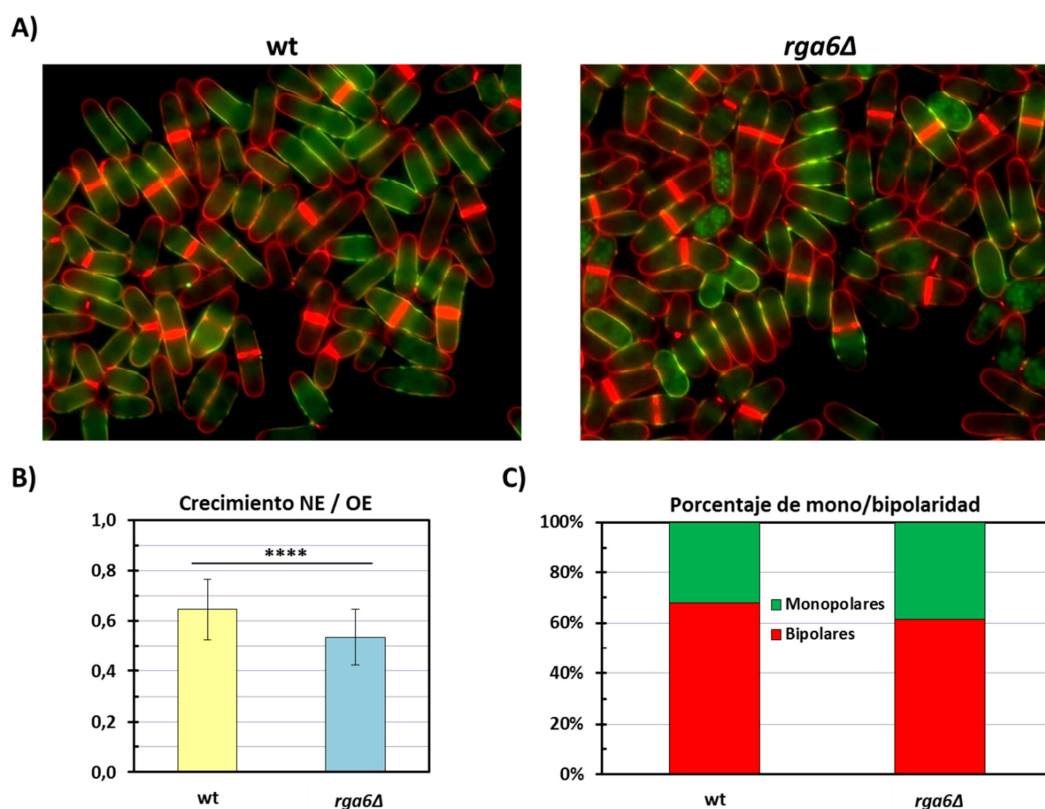 A)
wt
rga6Δ
B)
Crecimiento NE / OE
1,0
0,8
0,6
0,4
0,2
0,0
****
wt
rga6Δ
C)
Porcentaje de mono/bipolaridad
100%
80%
60%
40%
20%
0%
Monopolares
Bipolares
wt
rga6Δ